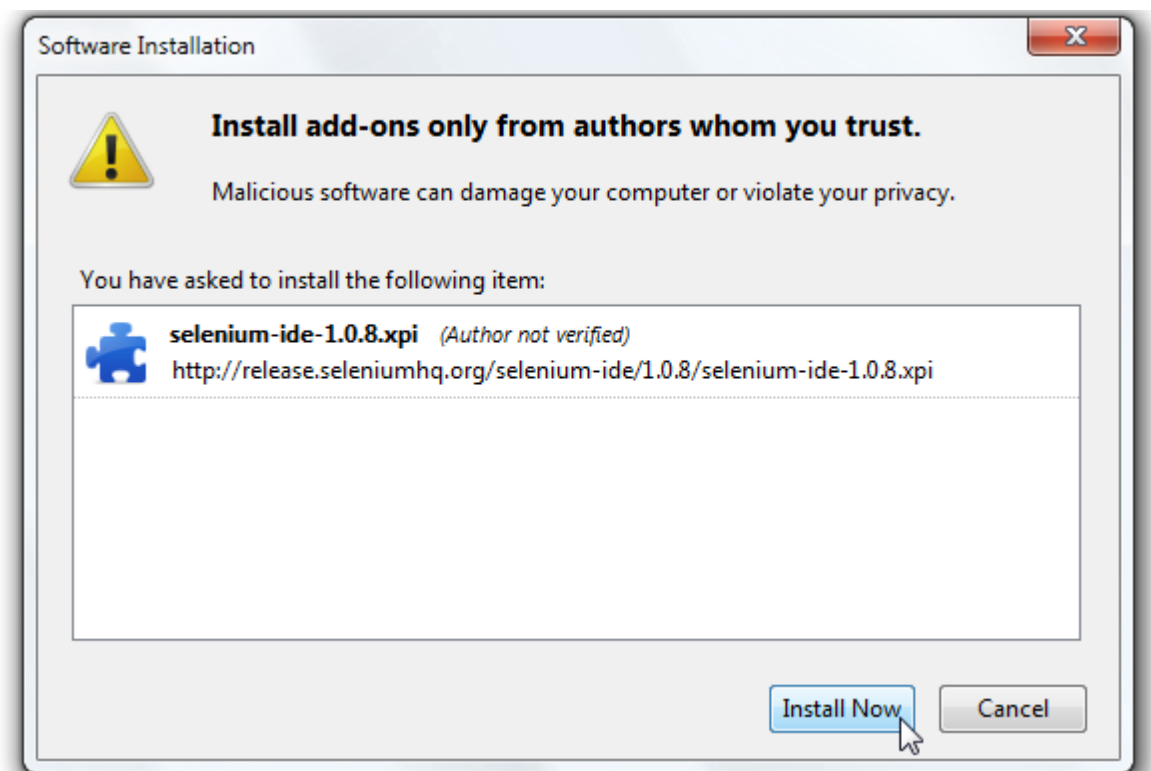 Software Installation
Install add-ons only from authors whom you trust.
Malicious software can damage your computer or violate your privacy.
You have asked to install the following item:
selenium-ide-1.0.8.xpi (Author not verified)
http://release.seleniumhq.org/selenium-ide/1.0.8/selenium-ide-1.0.8.xpi
Install Now Cancel